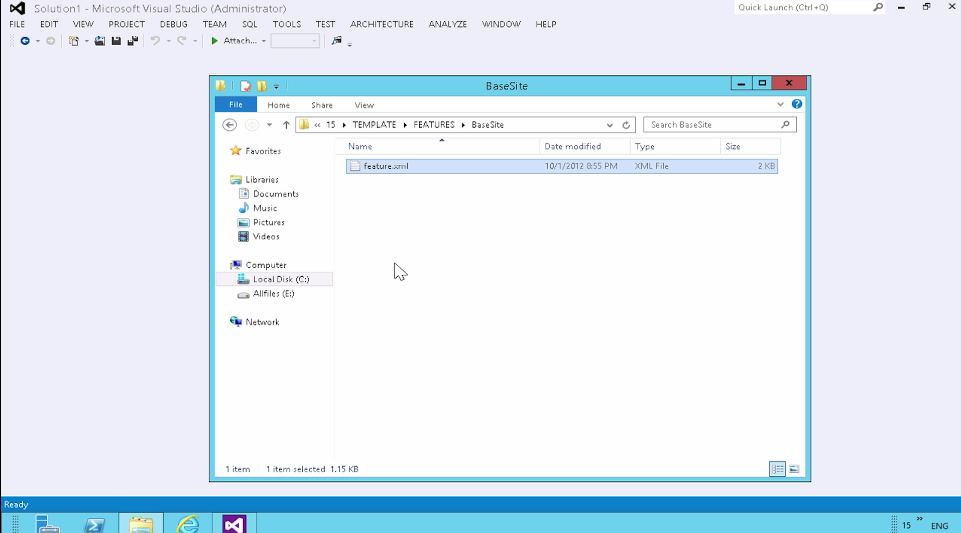 Solution1 - Microsoft Visual Studio (Administrator)
Quick Launch (Ctrl+Q)
FILE EDIT VIEW PROJECT DEBUG TEAM SQL TOOLS TEST ARCHITECTURE ANALYZE WINDOW HELP
Attach...
BaseSite
File Home Share View
« 15 TEMPLATE FEATURES BaseSite
Search BaseSite
Name Date modified Type Size
feature.xml 10/1/2012 8:55 PM XML File 2 KB
Favorites
Libraries
Documents
Music
Pictures
Videos
Computer
Local Disk (C:)
Allfiles (E:)
Network
1 item 1 item selected 1.15 KB
Ready
15 » ENG